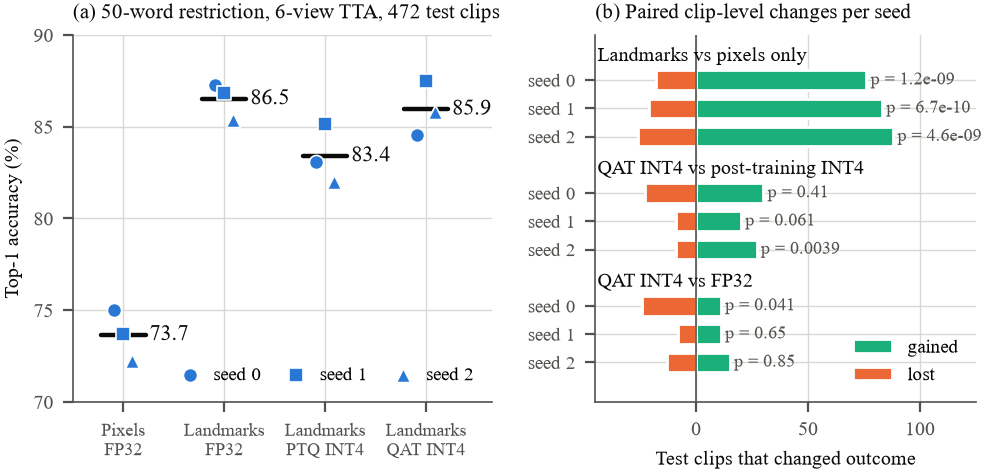 (a) 50-word restriction, 6-view TTA, 472 test clips
Top-1 accuracy (%)
90
85
80
75
70
73.7
86.5
83.4
85.9
seed 0
seed 1
seed 2
Pixels
FP32
Landmarks
FP32
Landmarks
PTQ INT4
Landmarks
QAT INT4
(b) Paired clip-level changes per seed
Landmarks vs pixels only
seed 0 p = 1.2e-09
seed 1 p = 6.7e-10
seed 2 p = 4.6e-09
QAT INT4 vs post-training INT4
seed 0 p = 0.41
seed 1 p = 0.061
seed 2 p = 0.0039
QAT INT4 vs FP32
seed 0 p = 0.041
seed 1 p = 0.65
seed 2 p = 0.85
gained
lost
0
50
100
Test clips that changed outcome